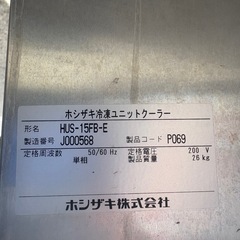 ホシザキ冷凍ユニットクーラー
形名 HUS-15FB-E
製造番号 J000568 製品コード P069
定格周波数 50/60 Hz 定格電圧 200 V
単相 製品質量 26 kg
ホシザキ株式会社